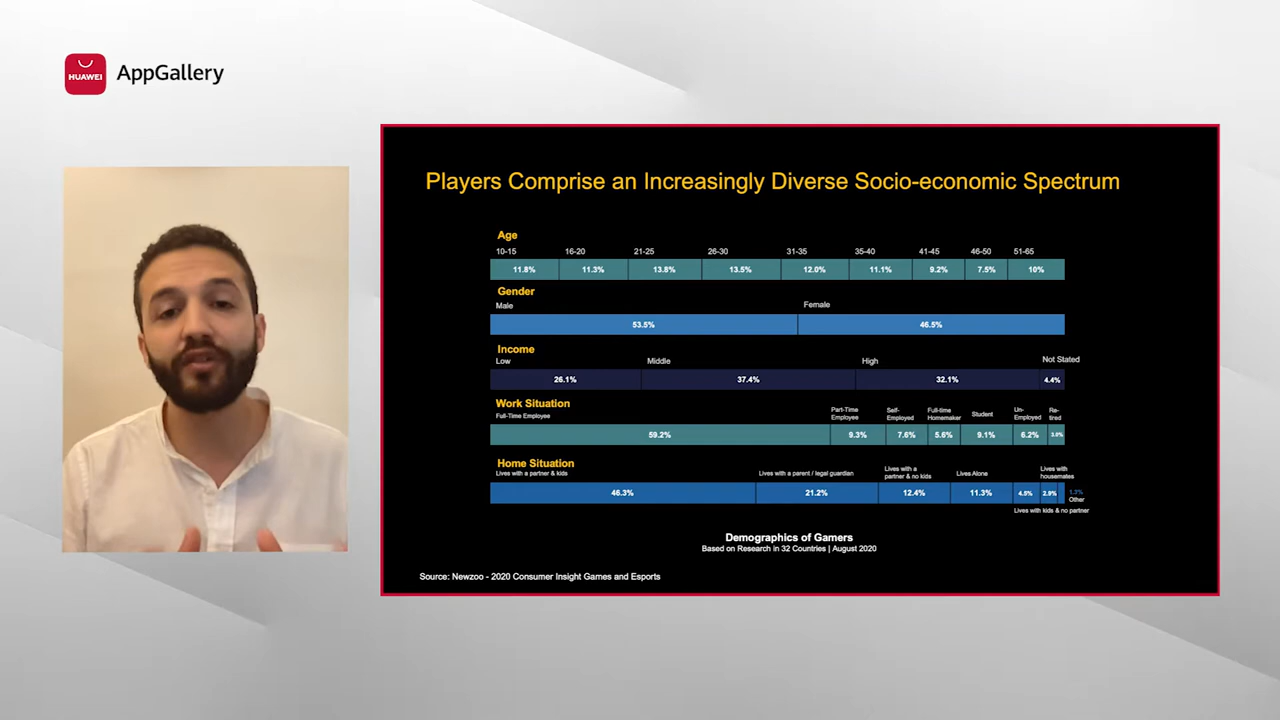 HUAWEI
AppGallery
Players Comprise an Increasingly Diverse Socio-economic Spectrum
Age
10-15 16-20 21-25 26-30 31-35 35-40 41-45 46-50 51-65
11.8% 11.3% 13.8% 13.5% 12.0% 11.1% 9.2% 7.5% 10%
Gender
Male Female
53.5% 46.5%
Income
Low Middle High Not Stated
26.1% 37.4% 32.1% 4.4%
Work Situation
Full-Time Employee
Part-Time
Employee
Self-
Employed
Full-time
Homemaker
Student
Un-
Employed
Re-
tired
59.2% 9.3% 7.6% 5.6% 9.1% 6.2%
Home Situation
Lives with a partner & kids
Lives with a parent / legal guardian
Lives with a
partner & no kids
Lives Alone
Lives with
housemates
46.3% 21.2% 12.4% 11.3% 4.5% 2.9% 1.3%
Other
Lives with kids & no partner
Demographics of Gamers
Based on Research in 32 Countries | August 2020
Source: Newzoo - 2020 Consumer Insight Games and Esports